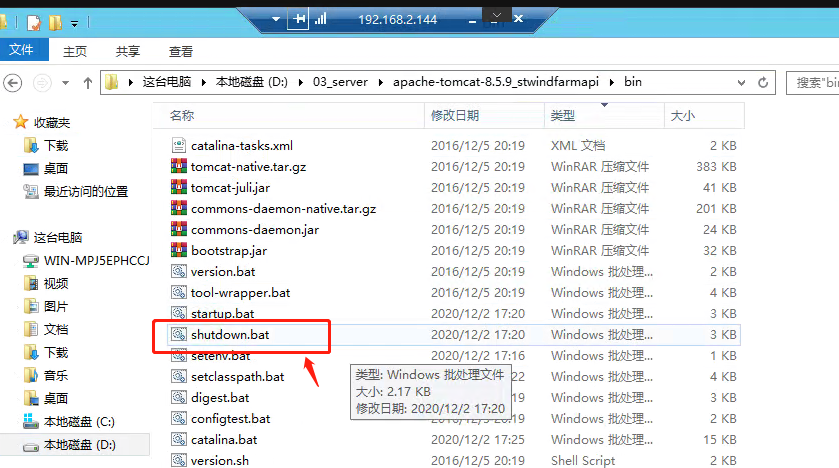 192.168.2.144
文件 主页 共享 查看
这台电脑 本地磁盘 (D:) 03_server apache-tomcat-8.5.9_stwindfarmapi bin 搜索"bi
名称 修改日期 类型 大小
收藏夹
下载
桌面
最近访问的位置
这台电脑
WIN-MPJ5EPHCCJ
视频
图片
文档
下载
音乐
桌面
本地磁盘 (C:)
本地磁盘 (D:)
catalina-tasks.xml 2016/12/5 20:19 XML 文档 2 KB
tomcat-native.tar.gz 2016/12/5 20:19 WinRAR 压缩文件 383 KB
tomcat-juli.jar 2016/12/5 20:19 WinRAR 压缩文件 41 KB
commons-daemon-native.tar.gz 2016/12/5 20:19 WinRAR 压缩文件 201 KB
commons-daemon.jar 2016/12/5 20:19 WinRAR 压缩文件 24 KB
bootstrap.jar 2016/12/5 20:19 WinRAR 压缩文件 32 KB
version.bat 2016/12/5 20:19 Windows 批处理... 2 KB
tool-wrapper.bat 2016/12/5 20:19 Windows 批处理... 4 KB
startup.bat 2020/12/2 17:20 Windows 批处理... 3 KB
shutdown.bat 2020/12/2 17:20 Windows 批处理... 3 KB
setenv.bat 2020/12/2 17:16 Windows 批处理... 1 KB
setclasspath.bat :22 Windows 批处理... 4 KB
digest.bat :19 Windows 批处理... 3 KB
configtest.bat 2016/12/5 20:19 Windows 批处理... 2 KB
catalina.bat 2020/12/2 17:25 Windows 批处理... 15 KB
version.sh 2016/12/5 20:19 Shell Script 2 KB
类型: Windows 批处理文件
大小: 2.17 KB
修改日期: 2020/12/2 17:20